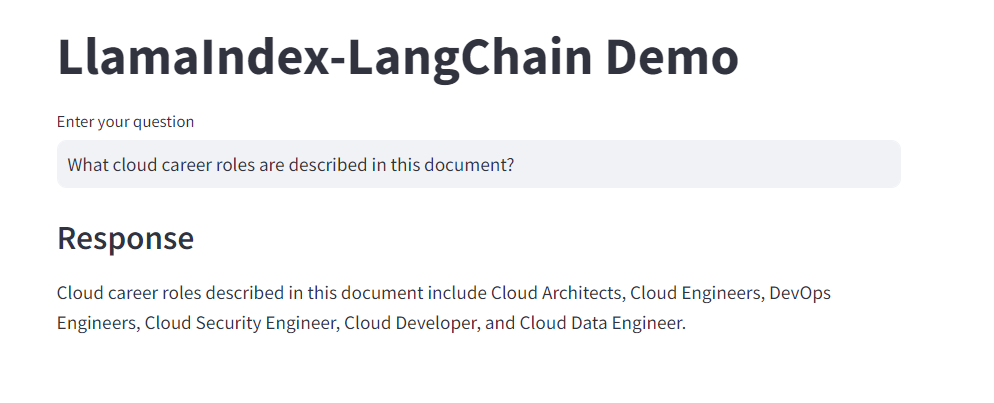 LlamaIndex-LangChain Demo
Enter your question
What cloud career roles are described in this document?
Response
Cloud career roles described in this document include Cloud Architects, Cloud Engineers, DevOps
Engineers, Cloud Security Engineer, Cloud Developer, and Cloud Data Engineer.